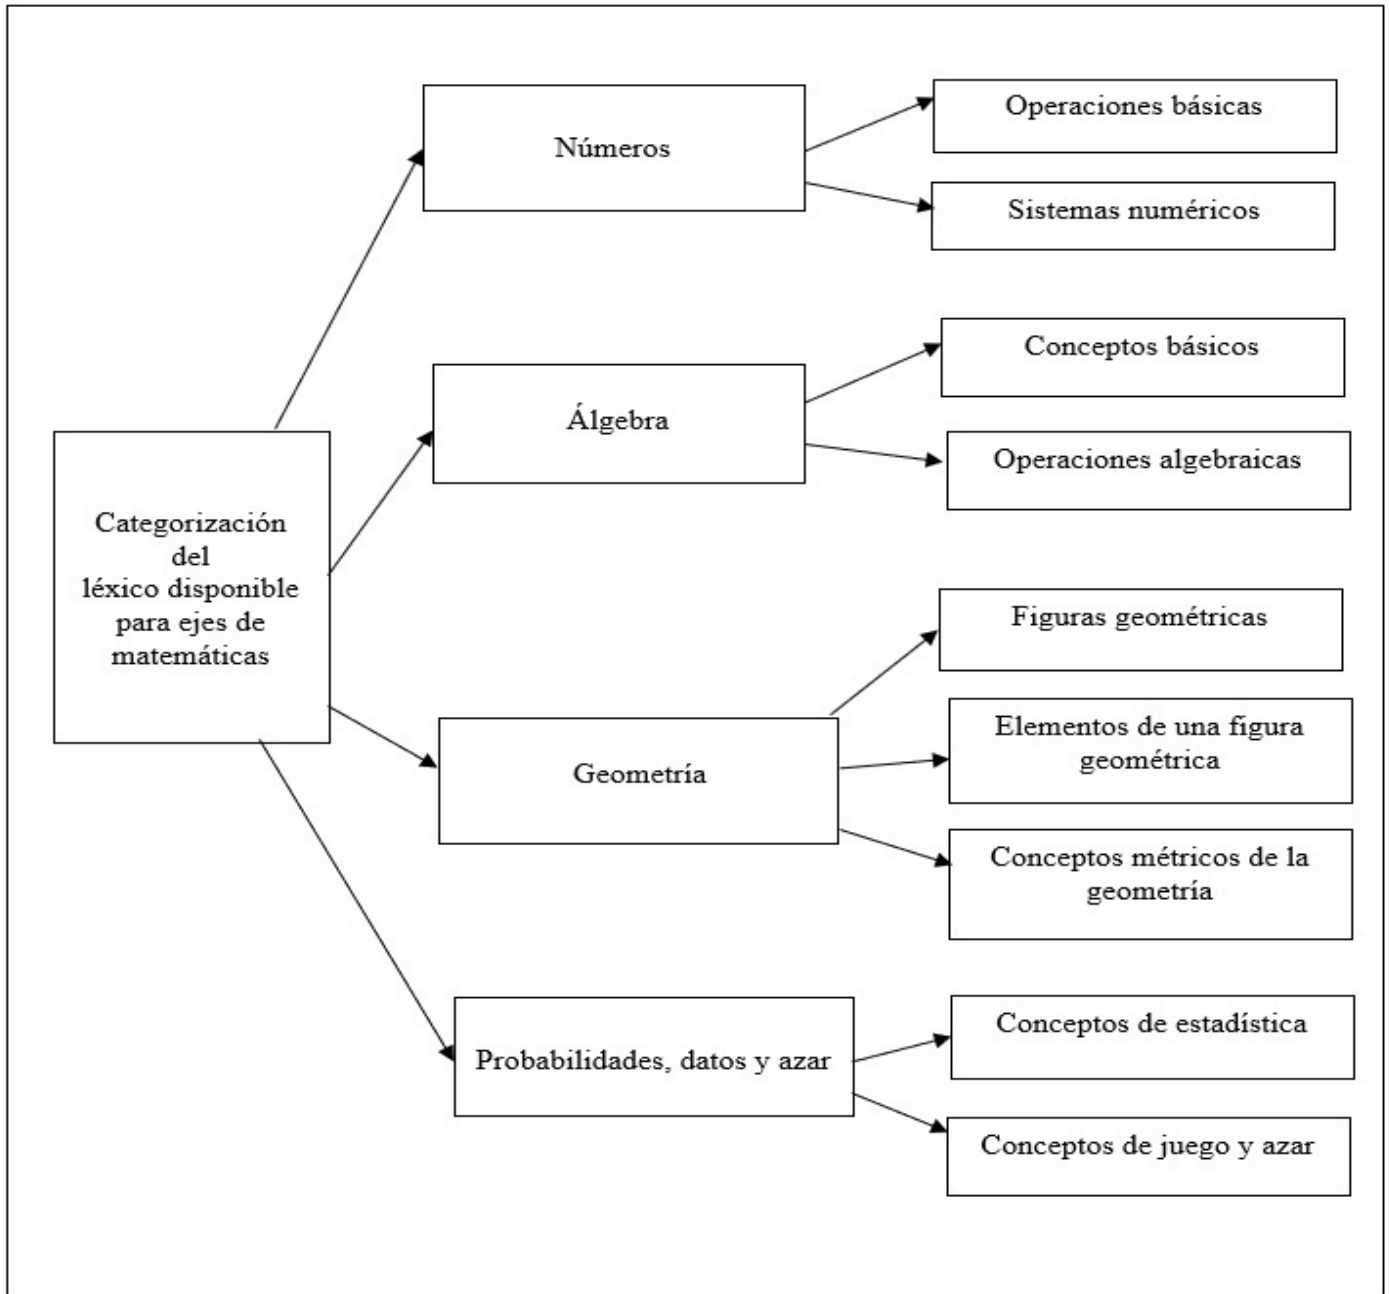 Operaciones básicas
Números
Sistemas numéricos
Conceptos básicos
Álgebra
Operaciones algebraicas
Categorización
del
léxico disponible
para ejes de
matemáticas
Figuras geométricas
Elementos de una figura
geométrica
Geometría
Conceptos métricos de la
geometría
Conceptos de estadística
Probabilidades, datos y azar
Conceptos de juego y azar